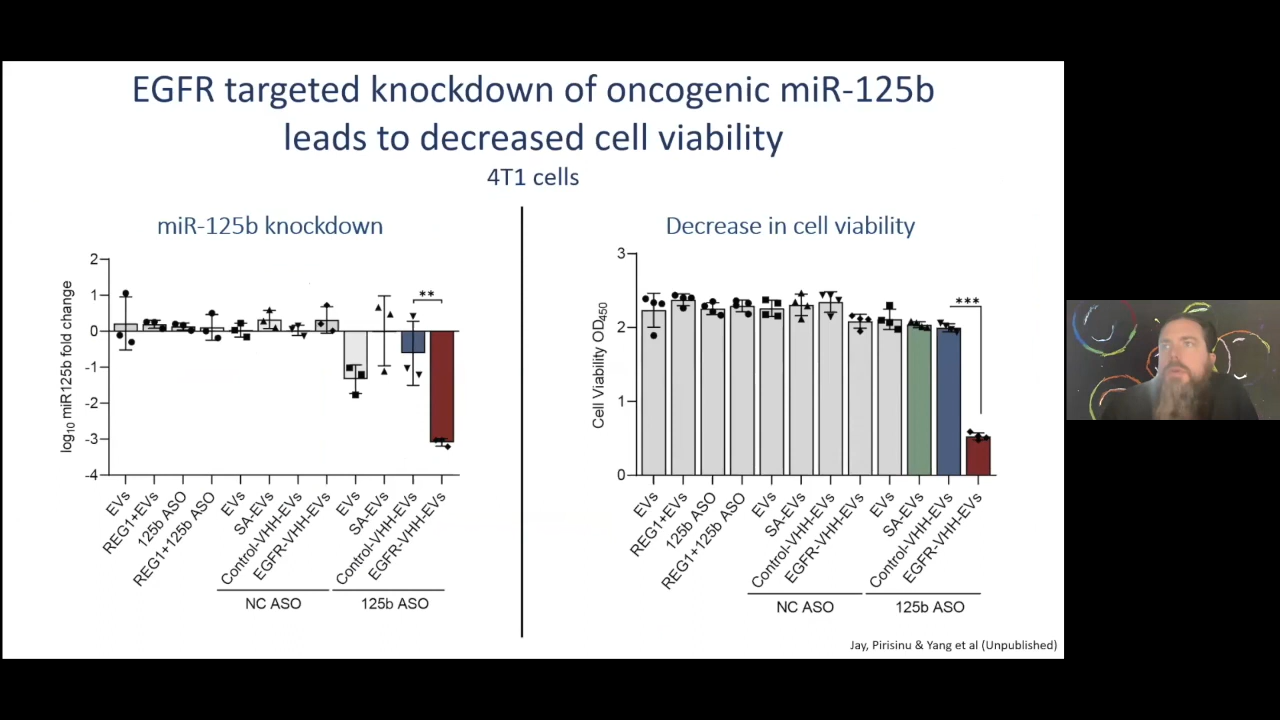 EGFR targeted knockdown of oncogenic miR-125b
leads to decreased cell viability
4T1 cells
miR-125b knockdown
log10 miR125b fold change
2
1
0
-1
-2
-3
-4
**
EVs
REG1+EVs
125b ASO
REG1+125b ASO
EVs
SA-EVs
Control-VHH-EVs
EGFR-VHH-EVs
EVs
SA-EVs
Control-VHH-EVs
EGFR-VHH-EVs
NC ASO
125b ASO
Decrease in cell viability
Cell Viability OD450
3
2
1
0
***
EVs
REG1+EVs
125b ASO
REG1+125b ASO
EVs
SA-EVs
Control-VHH-EVs
EGFR-VHH-EVs
EVs
SA-EVs
Control-VHH-EVs
EGFR-VHH-EVs
NC ASO
125b ASO
Jay, Pirisinu & Yang et al (Unpublished)